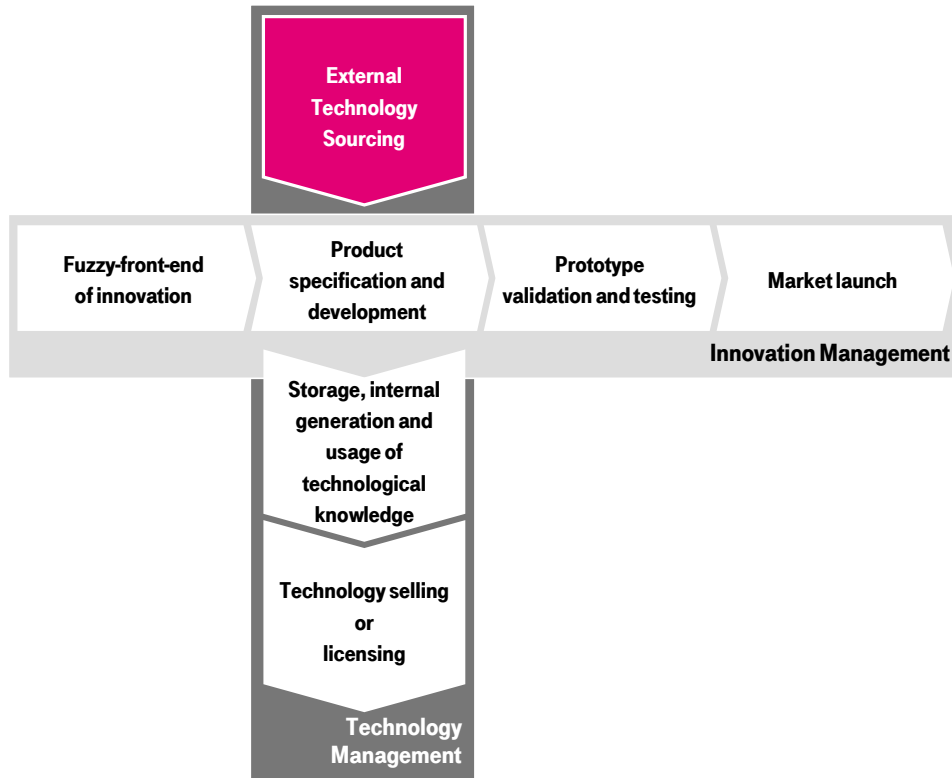 External
Technology
Sourcing
Fuzzy-front-end
of innovation
Product
specification and
development
Prototype
validation and testing
Market launch
Innovation Management
Storage, internal
generation and
usage of
technological
knowledge
Technology selling
or
licensing
Technology
Management